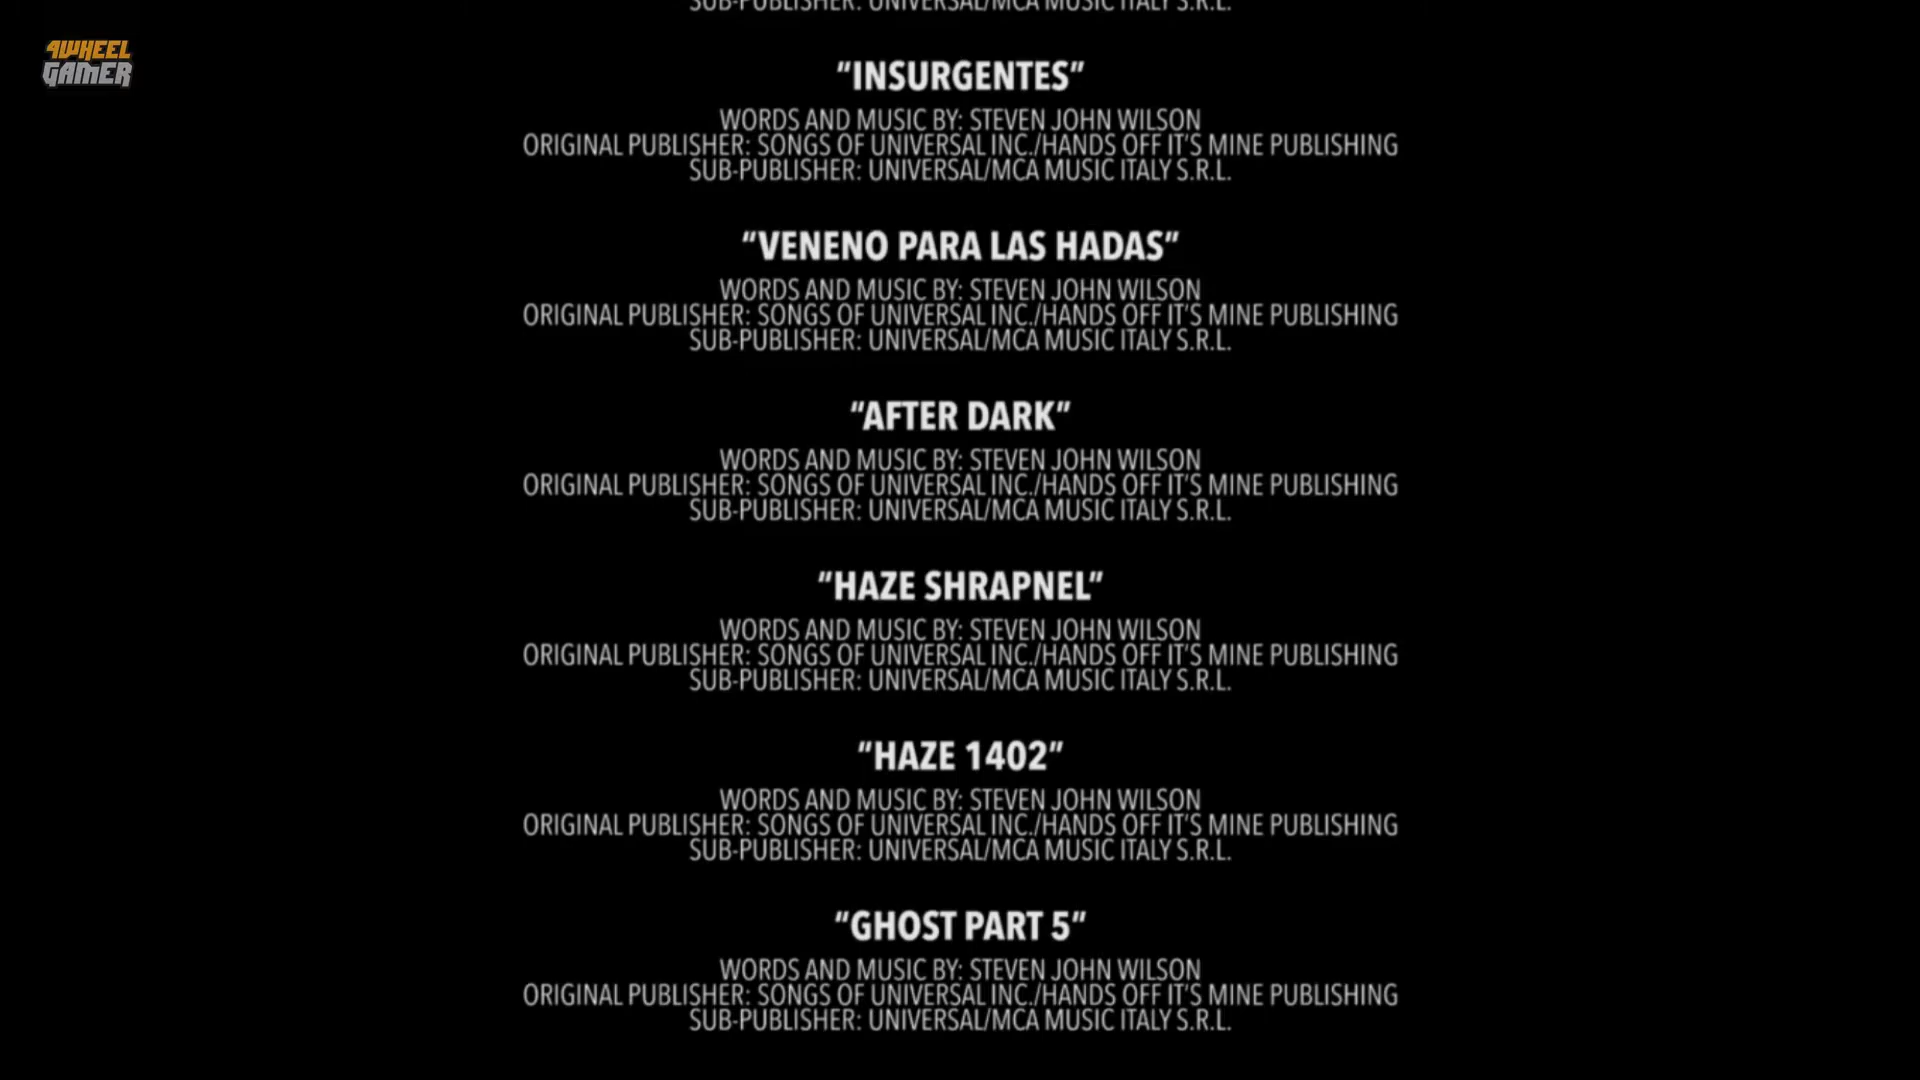 SUB-PUBLISHER: UNIVERSAL/MCA MUSIC ITALY S.R.L.
4WHEEL
GAMER
“INSURGENTES”
WORDS AND MUSIC BY: STEVEN JOHN WILSON
ORIGINAL PUBLISHER: SONGS OF UNIVERSAL INC./HANDS OFF IT’S MINE PUBLISHING
SUB-PUBLISHER: UNIVERSAL/MCA MUSIC ITALY S.R.L.
“VENENO PARA LAS HADAS”
WORDS AND MUSIC BY: STEVEN JOHN WILSON
ORIGINAL PUBLISHER: SONGS OF UNIVERSAL INC./HANDS OFF IT’S MINE PUBLISHING
SUB-PUBLISHER: UNIVERSAL/MCA MUSIC ITALY S.R.L.
“AFTER DARK”
WORDS AND MUSIC BY: STEVEN JOHN WILSON
ORIGINAL PUBLISHER: SONGS OF UNIVERSAL INC./HANDS OFF IT’S MINE PUBLISHING
SUB-PUBLISHER: UNIVERSAL/MCA MUSIC ITALY S.R.L.
“HAZE SHRAPNEL”
WORDS AND MUSIC BY: STEVEN JOHN WILSON
ORIGINAL PUBLISHER: SONGS OF UNIVERSAL INC./HANDS OFF IT’S MINE PUBLISHING
SUB-PUBLISHER: UNIVERSAL/MCA MUSIC ITALY S.R.L.
“HAZE 1402”
WORDS AND MUSIC BY: STEVEN JOHN WILSON
ORIGINAL PUBLISHER: SONGS OF UNIVERSAL INC./HANDS OFF IT’S MINE PUBLISHING
SUB-PUBLISHER: UNIVERSAL/MCA MUSIC ITALY S.R.L.
“GHOST PART 5”
WORDS AND MUSIC BY: STEVEN JOHN WILSON
ORIGINAL PUBLISHER: SONGS OF UNIVERSAL INC./HANDS OFF IT’S MINE PUBLISHING
SUB-PUBLISHER: UNIVERSAL/MCA MUSIC ITALY S.R.L.